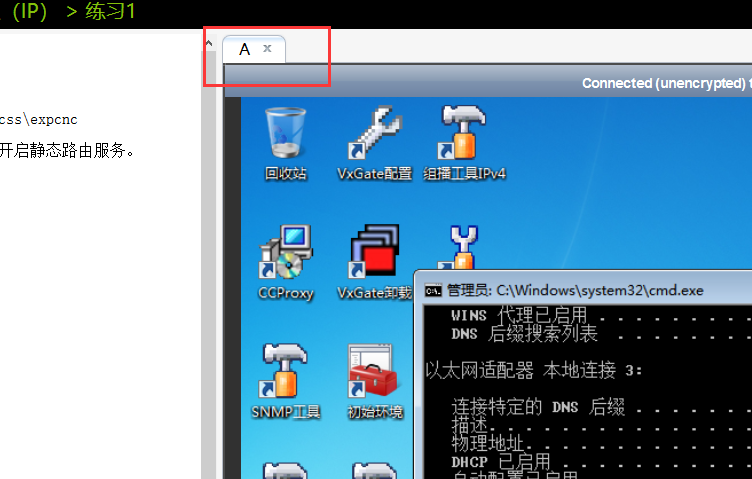 （IP） > 练习1
A ×
css\expcnc
开启静态路由服务。
Connected (unencrypted) t
回收站
VxGate配置
组播工具IPv4
CCProxy
VxGate卸载
管理员: C:\Windows\system32\cmd.exe
WINS 代理已启用 . . . . . . . . .
DNS 后缀搜索列表 . . . . . . . .
以太网适配器 本地连接 3:
SNMP工具
初始环境
连接特定的 DNS 后缀 . . . . . . .
描述. . . . . . . . . . . . . .
物理地址. . . . . . . . . . . . .
DHCP 已启用 . . . . . . . . . . .
自动配置已启用